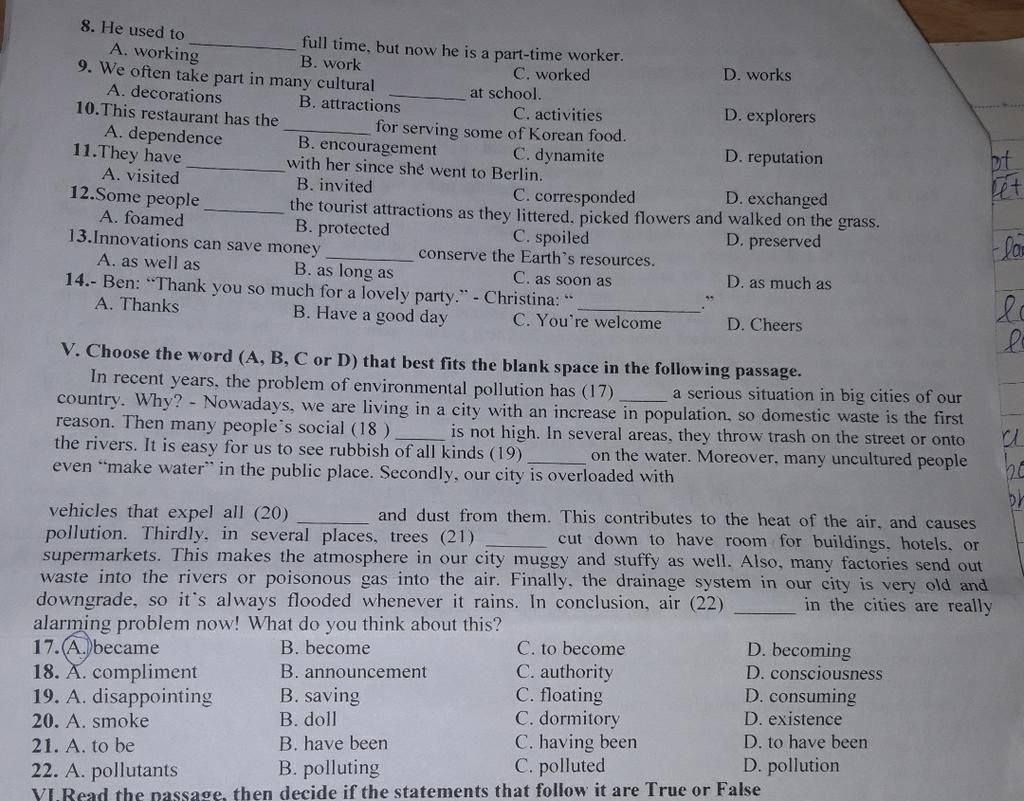 8. He used to __________ full time, but now he is a part-time worker.
A. working B. work C. worked D. works
9. We often take part in many cultural __________ at school.
A. decorations B. attractions C. activities D. explorers
10.This restaurant has the __________ for serving some of Korean food.
A. dependence B. encouragement C. dynamite D. reputation
11.They have __________ with her since she went to Berlin.
A. visited B. invited C. corresponded D. exchanged
12.Some people __________ the tourist attractions as they littered, picked flowers and walked on the grass.
A. foamed B. protected C. spoiled D. preserved
13.Innovations can save money __________ conserve the Earth's resources.
A. as well as B. as long as C. as soon as D. as much as
14.- Ben: "Thank you so much for a lovely party." - Christina: "__________."
A. Thanks B. Have a good day C. You're welcome D. Cheers
V. Choose the word (A, B, C or D) that best fits the blank space in the following passage.
In recent years, the problem of environmental pollution has (17) _____ a serious situation in big cities of our
country. Why? - Nowadays, we are living in a city with an increase in population, so domestic waste is the first
reason. Then many people's social (18 ) _____ is not high. In several areas, they throw trash on the street or onto
the rivers. It is easy for us to see rubbish of all kinds (19) _____ on the water. Moreover, many uncultured people
even "make water" in the public place. Secondly, our city is overloaded with
vehicles that expel all (20) _____ and dust from them. This contributes to the heat of the air, and causes
pollution. Thirdly, in several places, trees (21) _____ cut down to have room for buildings, hotels, or
supermarkets. This makes the atmosphere in our city muggy and stuffy as well. Also, many factories send out
waste into the rivers or poisonous gas into the air. Finally, the drainage system in our city is very old and
downgrade, so it's always flooded whenever it rains. In conclusion, air (22) _____ in the cities are really
alarming problem now! What do you think about this?
17. A. became B. become C. to become D. becoming
18. A. compliment B. announcement C. authority D. consciousness
19. A. disappointing B. saving C. floating D. consuming
20. A. smoke B. doll C. dormitory D. existence
21. A. to be B. have been C. having been D. to have been
22. A. pollutants B. polluting C. polluted D. pollution
VI.Read the passage, then decide if the statements that follow it are True or False